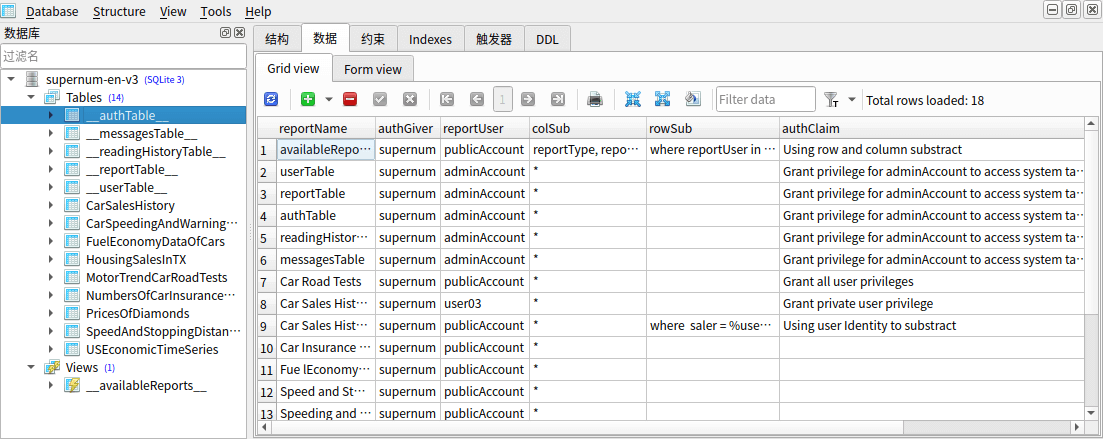 Database Structure View Tools Help
数据库
过滤名
supernum-en-v3 (SQLite 3)
Tables (14)
__authTable__
__messagesTable__
__readingHistoryTable__
__reportTable__
__userTable__
CarSalesHistory
CarSpeedingAndWarning…
FuelEconomyDataOfCars
HousingSalesInTX
MotorTrendCarRoadTests
NumbersOfCarInsurance…
PricesOfDiamonds
SpeedAndStoppingDistan…
USEconomicTimeSeries
Views (1)
__availableReports__
结构 数据 约束 Indexes 触发器 DDL
Grid view Form view
1 Filter data Total rows loaded: 18
reportName authGiver reportUser colSub rowSub authClaim
1 availableRepo… supernum publicAccount reportType, repo… where reportUser in … Using row and column substract
2 userTable supernum adminAccount * Grant privilege for adminAccount to access system ta…
3 reportTable supernum adminAccount * Grant privilege for adminAccount to access system ta…
4 authTable supernum adminAccount * Grant privilege for adminAccount to access system ta…
5 readingHistor… supernum adminAccount * Grant privilege for adminAccount to access system ta…
6 messagesTable supernum adminAccount * Grant privilege for adminAccount to access system ta…
7 Car Road Tests supernum publicAccount * Grant all user privileges
8 Car Sales Hist… supernum user03 * Grant private user privilege
9 Car Sales Hist… supernum publicAccount * where saler = %use… Using user Identity to substract
10 Car Insurance … supernum publicAccount *
11 Fue lEconomy… supernum publicAccount *
12 Speed and St… supernum publicAccount *
13 Speeding and … supernum publicAccount *